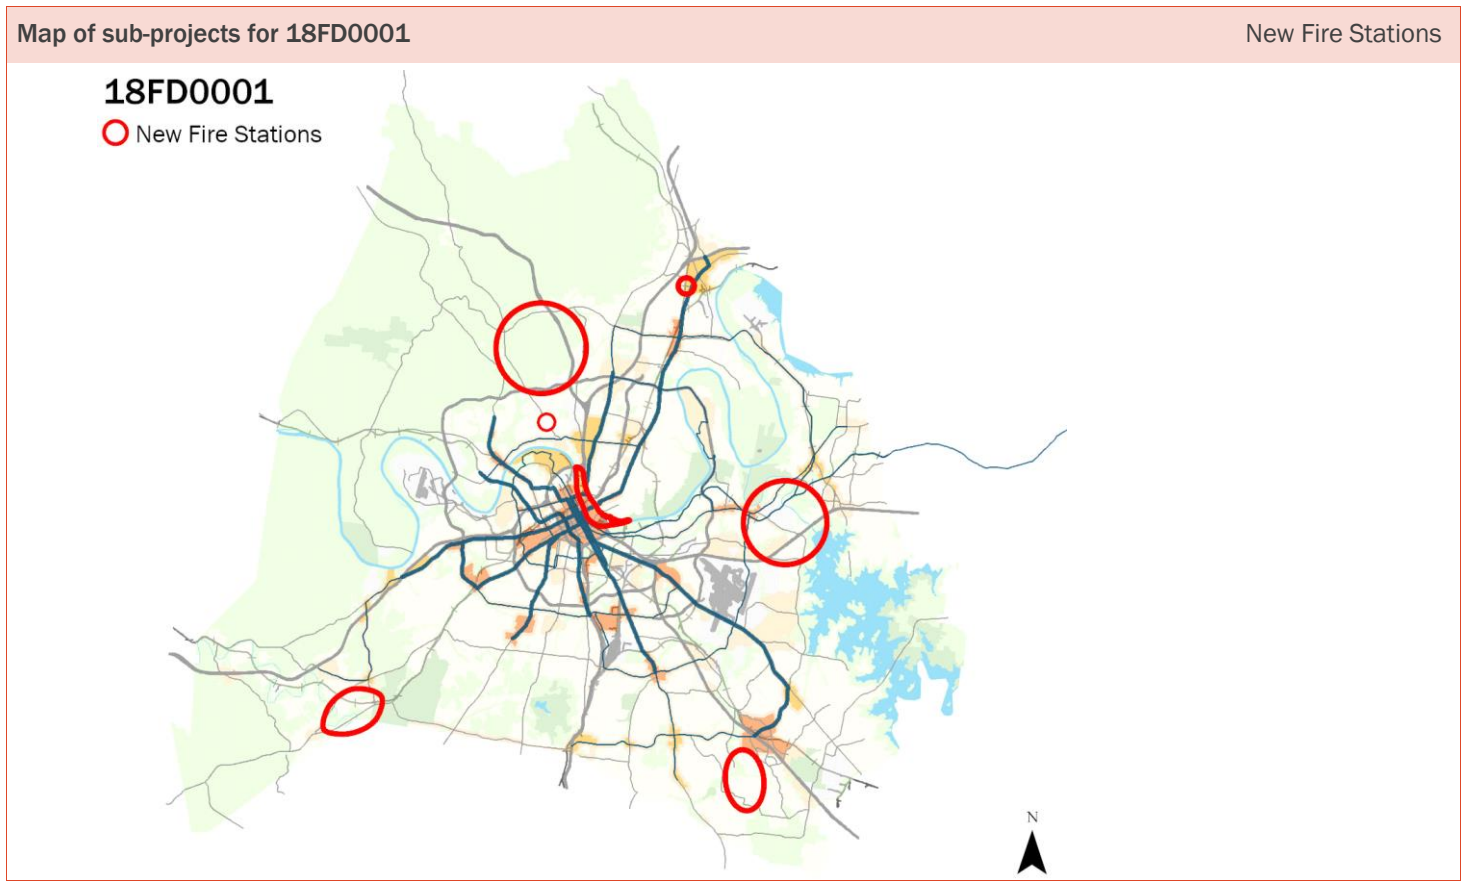 Map of sub-projects for 18FD0001
New Fire Stations
18FD0001
New Fire Stations
N